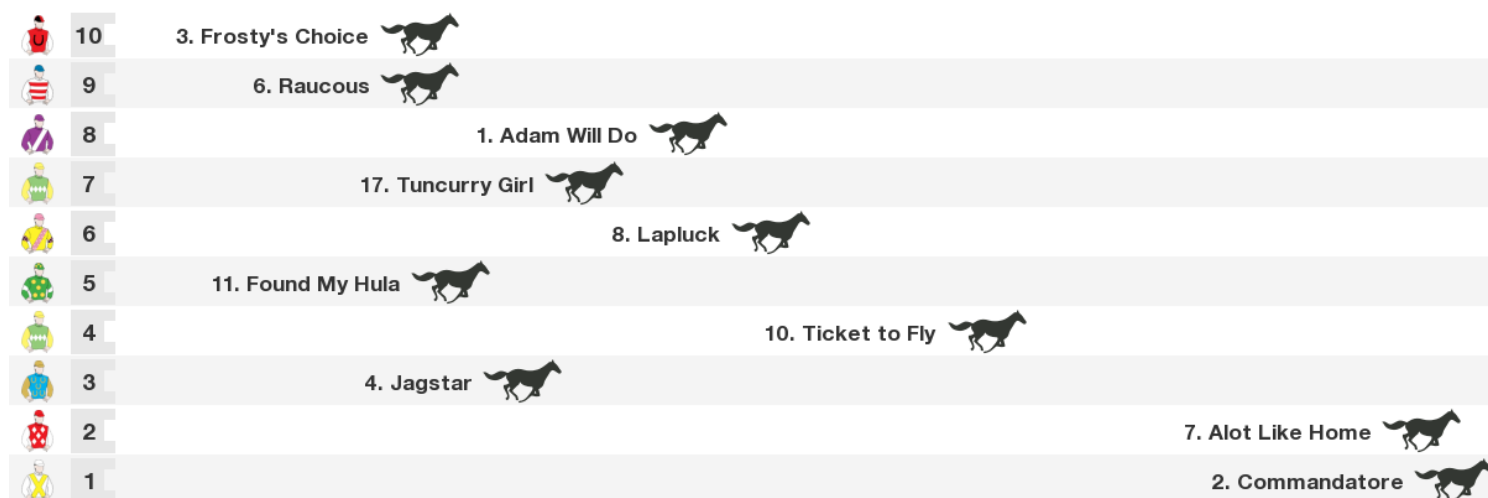 10 3. Frosty's Choice
9 6. Raucous
8 1. Adam Will Do
7 17. Tuncurry Girl
6 8. Lapluck
5 11. Found My Hula
4 10. Ticket to Fly
3 4. Jagstar
2 7. Alot Like Home
1 2. Commandatore